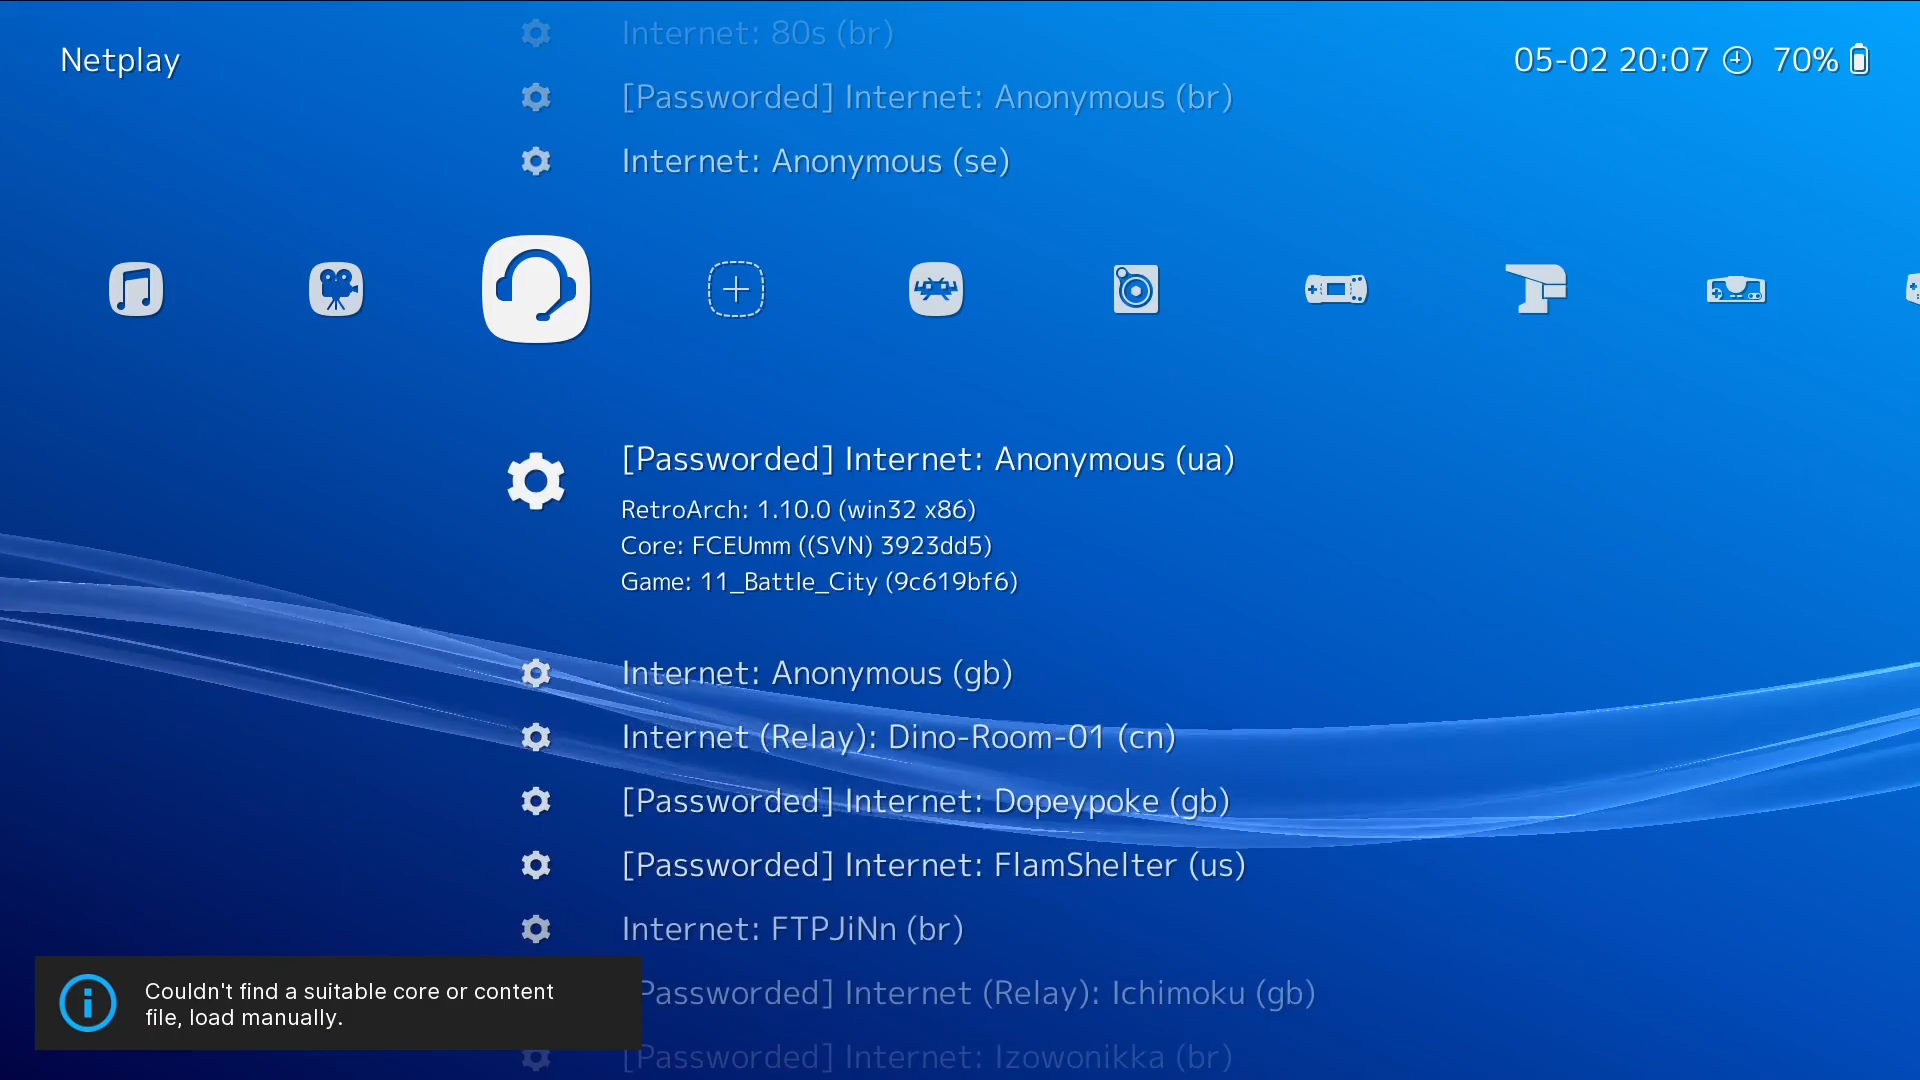 Internet: 80s (br)
Netplay
05-02 20:07 70%
[Passworded] Internet: Anonymous (br)
Internet: Anonymous (se)
[Passworded] Internet: Anonymous (ua)
RetroArch: 1.10.0 (win32 x86)
Core: FCEUmm ((SVN) 3923dd5)
Game: 11_Battle_City (9c619bf6)
Internet: Anonymous (gb)
Internet (Relay): Dino-Room-01 (cn)
[Passworded] Internet: Dopeypoke (gb)
[Passworded] Internet: FlamShelter (us)
Internet: FTPJiNn (br)
Passworded] Internet (Relay): Ichimoku (gb)
Couldn't find a suitable core or content
file, load manually.
[Passworded] Internet: Izowonikka (br)